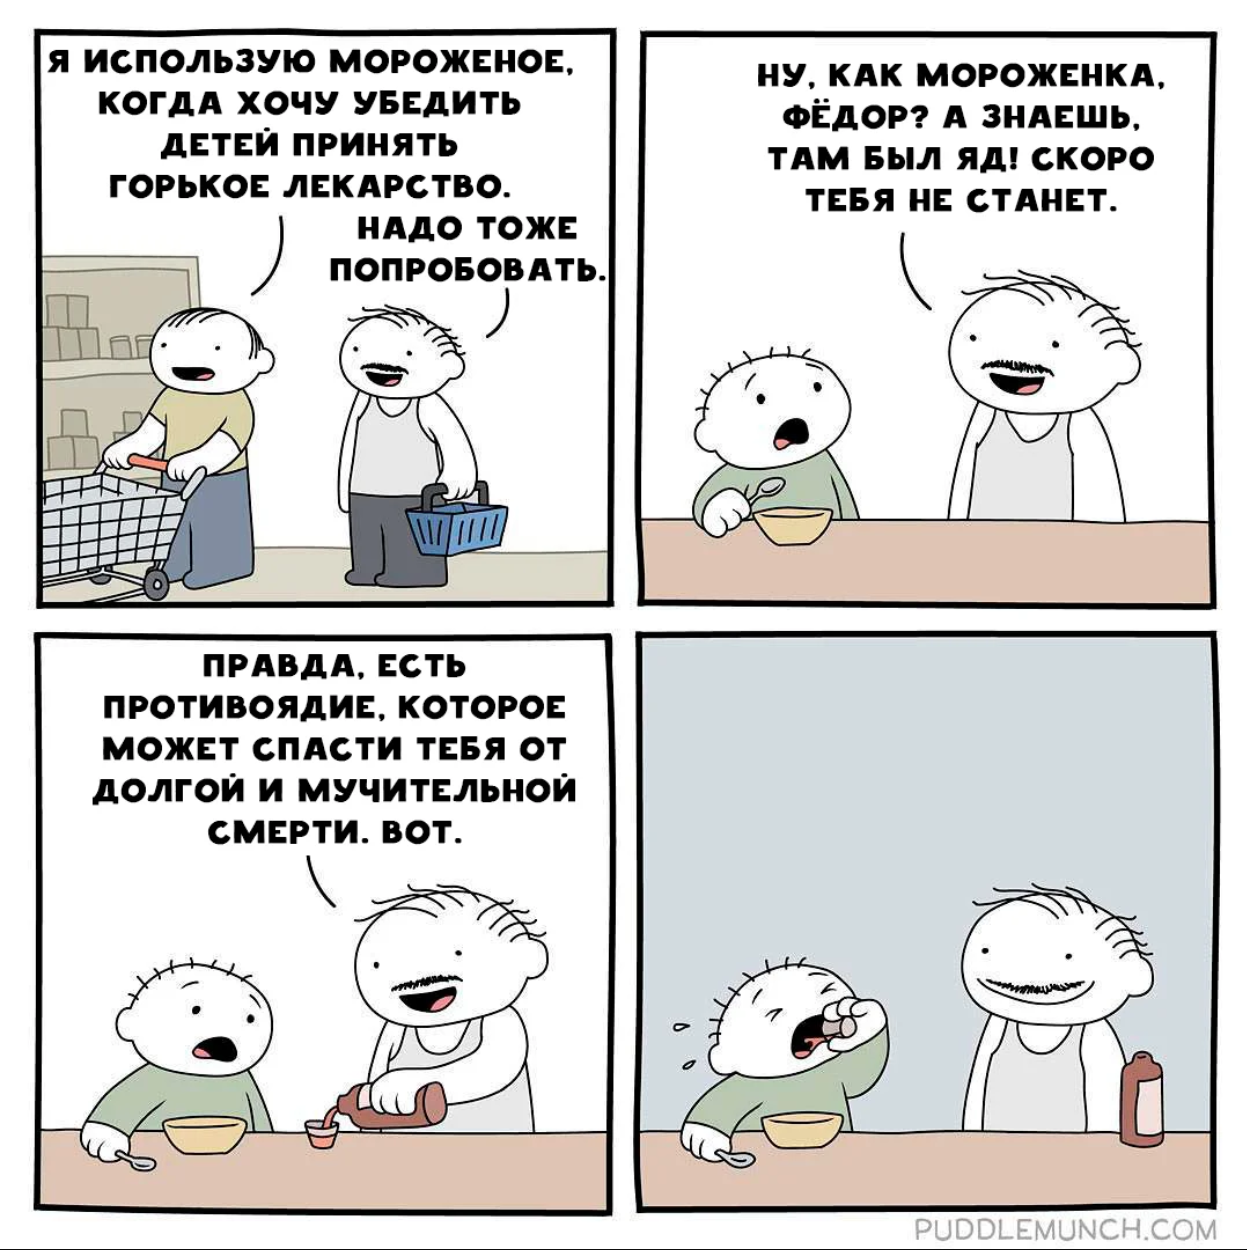 Я ИСПОЛЬЗУЮ МОРОЖЕНОЕ,
КОГДА ХОЧУ УБЕДИТЬ
ДЕТЕЙ ПРИНЯТЬ
ГОРЬКОЕ ЛЕКАРСТВО.
НАДО ТОЖЕ
ПОПРОБОВАТЬ.
НУ, КАК МОРОЖЕНКА,
ФЁДОР? А ЗНАЕШЬ,
ТАМ БЫЛ ЯД! СКОРО
ТЕБЯ НЕ СТАНЕТ.
ПРАВДА, ЕСТЬ
ПРОТИВОЯДИЕ, КОТОРОЕ
МОЖЕТ СПАСТИ ТЕБЯ ОТ
ДОЛГОЙ И МУЧИТЕЛЬНОЙ
СМЕРТИ. ВОТ.
PUDDLEMUNCH.COM